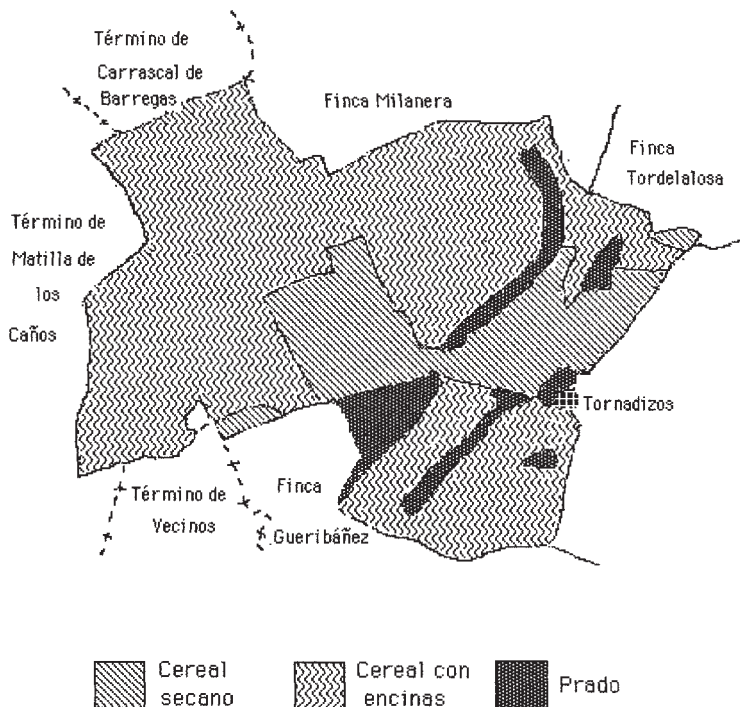 Término de
Carrascal de
Barregas
Finca Milanera
Finca
Tordelalosa
Término de
Matilla de
los
Caños
Tornadizos
Término de
Vecinos
Finca
Gueribáñez
Cereal
secano
Cereal con
encinas
Prado